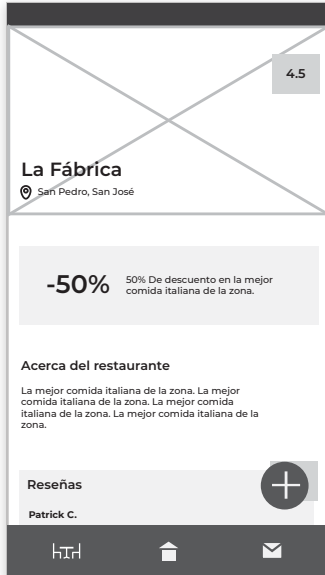 4.5
La Fábrica
San Pedro, San José
-50%
50% De descuento en la mejor
comida italiana de la zona.
Acerca del restaurante
La mejor comida italiana de la zona. La mejor
comida italiana de la zona. La mejor comida
italiana de la zona. La mejor comida italiana de la
zona.
Reseñas
Patrick C.